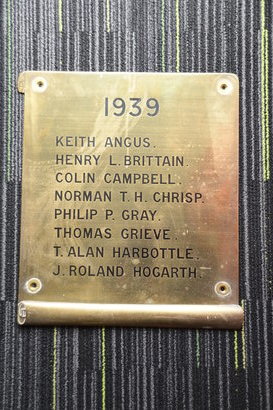 1939
KEITH ANGUS.
HENRY L. BRITTAIN.
COLIN CAMPBELL.
NORMAN T. H. CHRISP.
PHILIP P. GRAY.
THOMAS GRIEVE.
T. ALAN HARBOTTLE.
J. ROLAND HOGARTH.